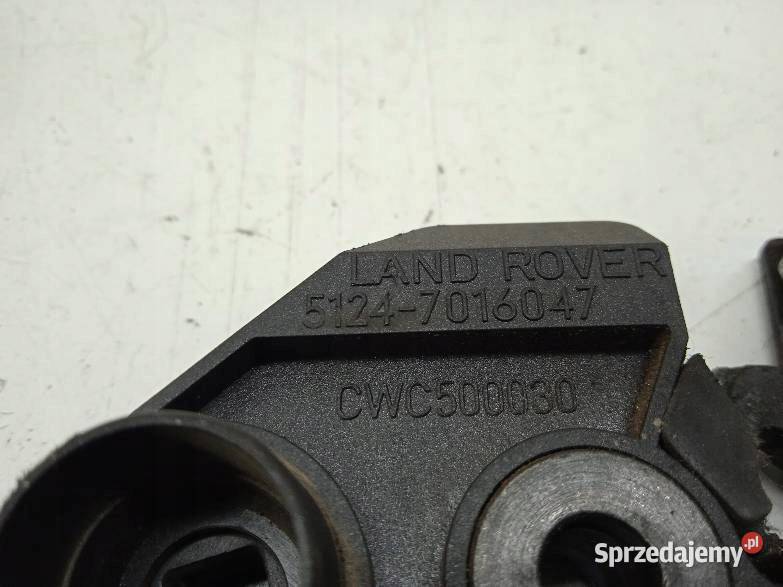 LAND ROVER
5124-7016047
CWC500030
Sprzedajemy.pl